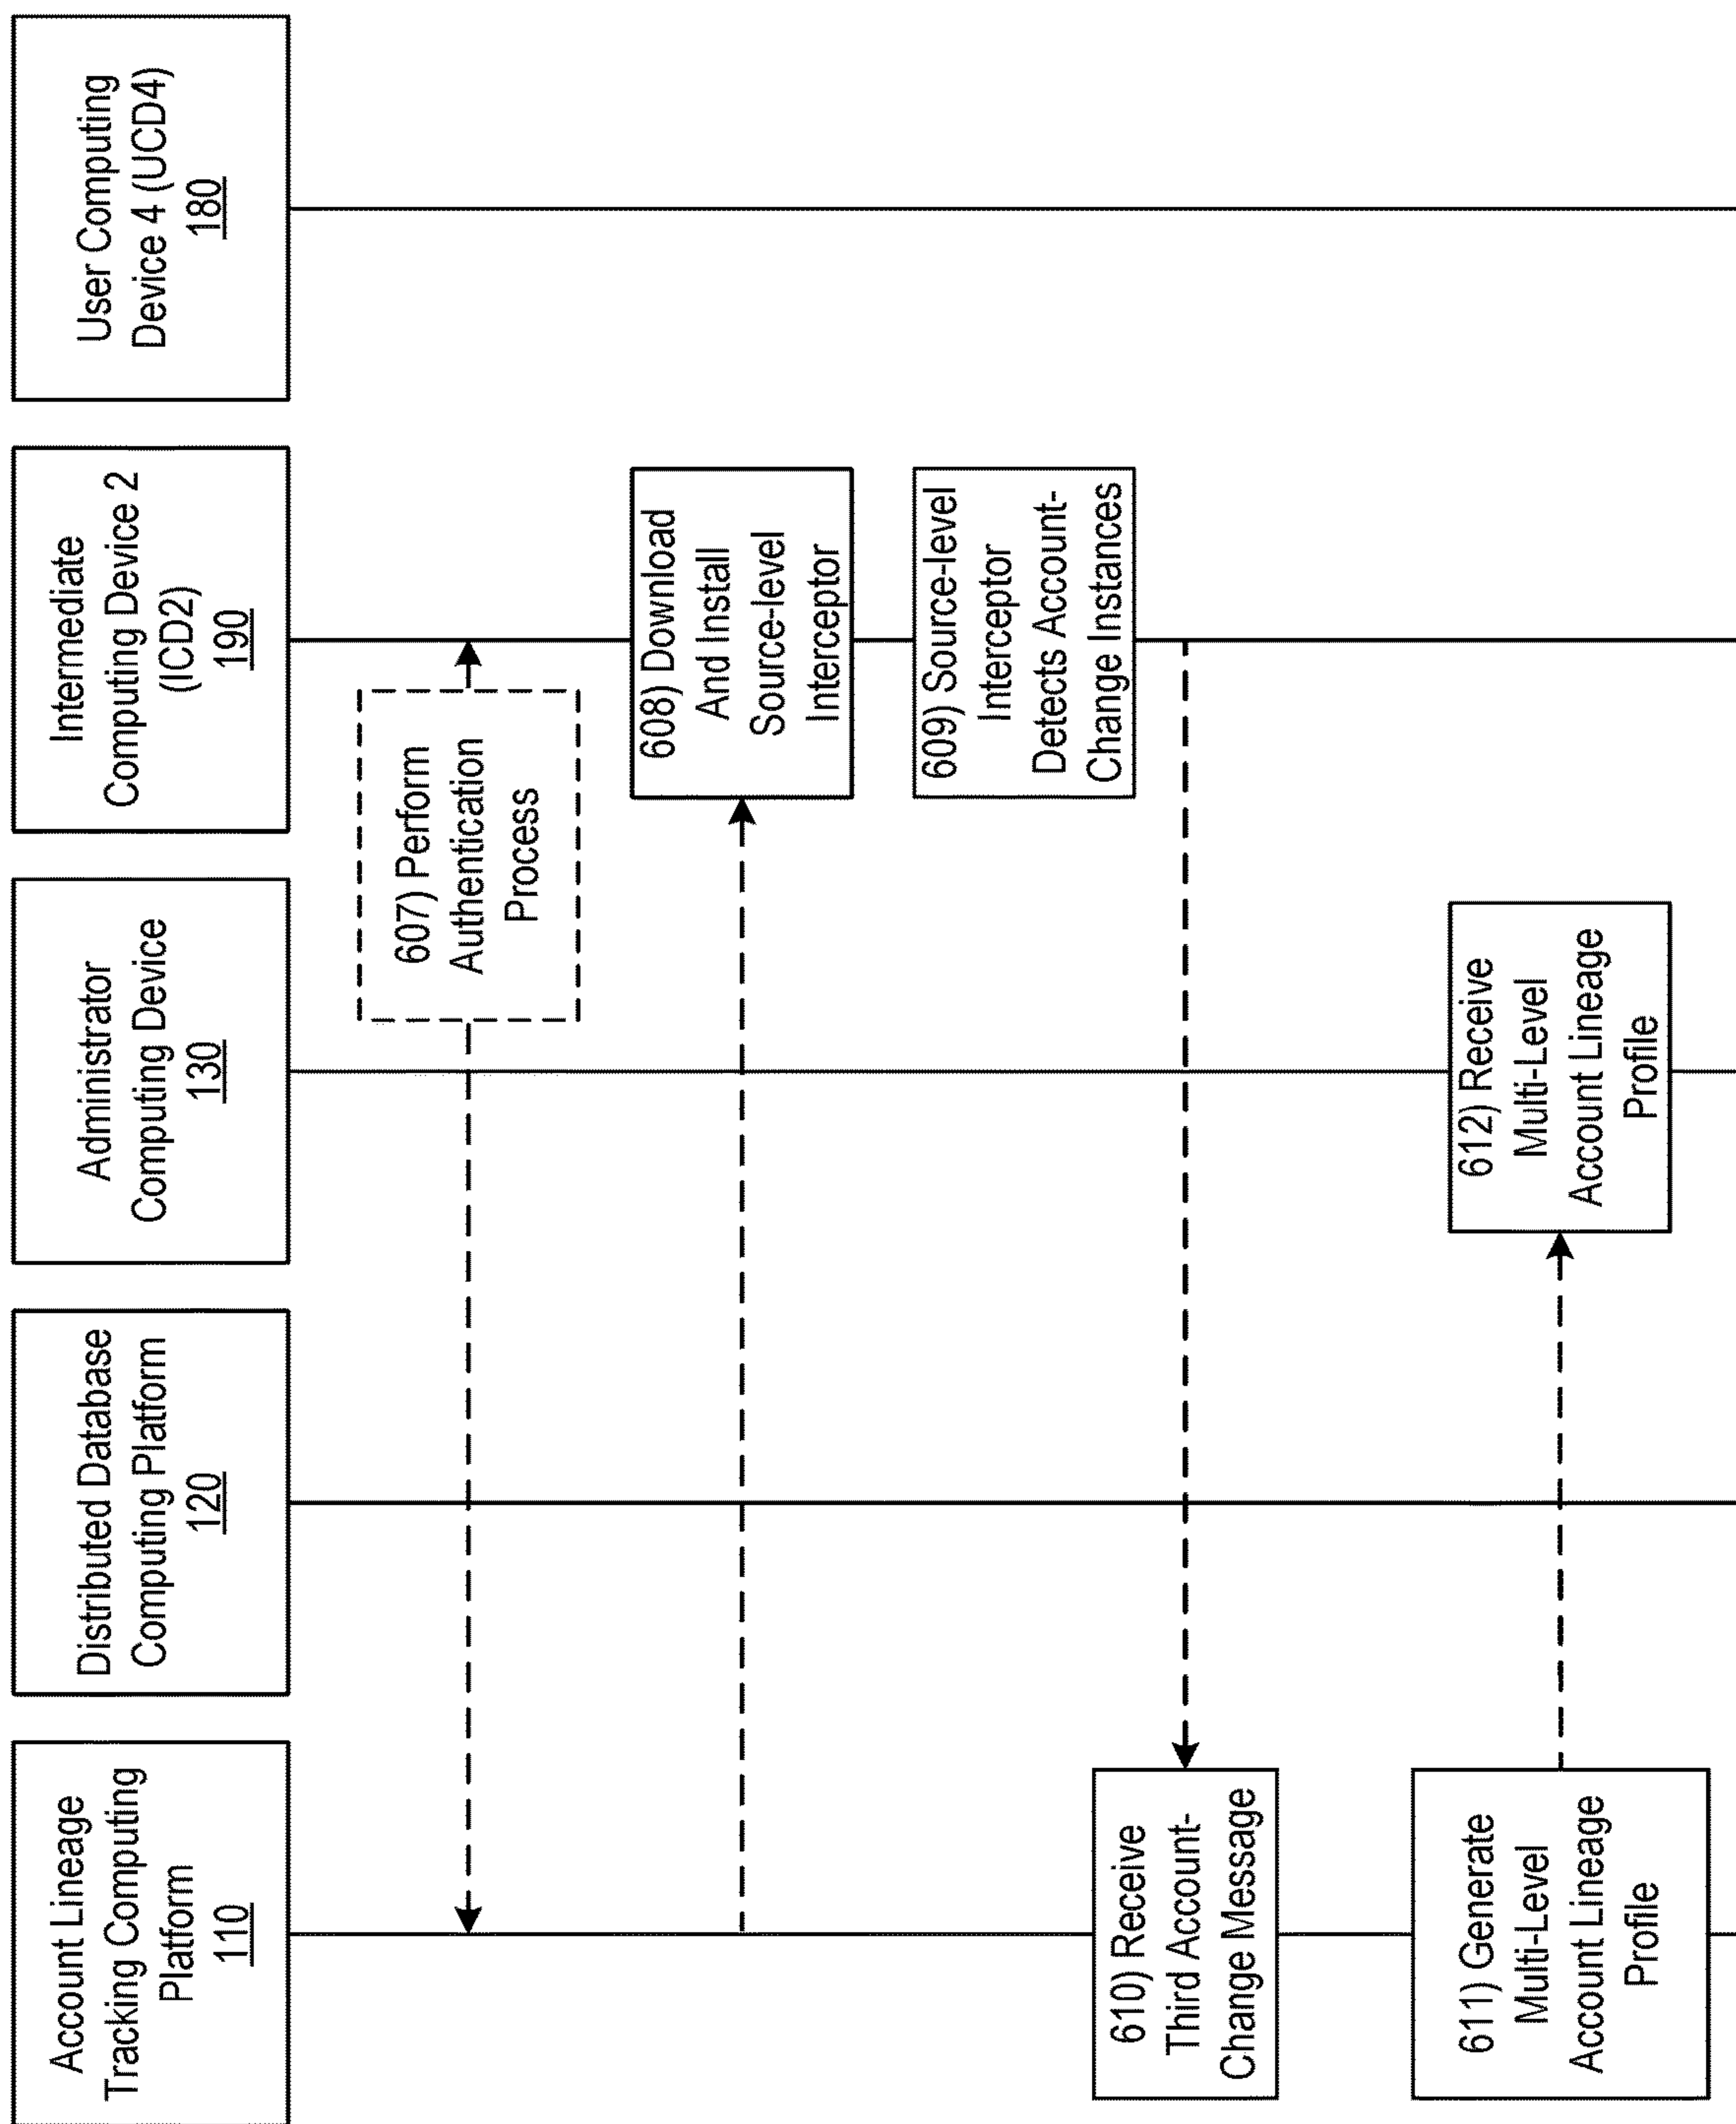 Account Lineage
Tracking Computing
Platform
110
Distributed Database
Computing Platform
120
Administrator
Computing Device
130
Intermediate
Computing Device 2
(ICD2)
190
User Computing
Device 4 (UCD4)
180
607) Perform
Authentication
Process
608) Download
And Install
Source-level
Interceptor
609) Source-level
Interceptor
Detects Account-
Change Instances
610) Receive
Third Account-
Change Message
611) Generate
Multi-Level
Account Lineage
Profile
612) Receive
Multi-Level
Account Lineage
Profile